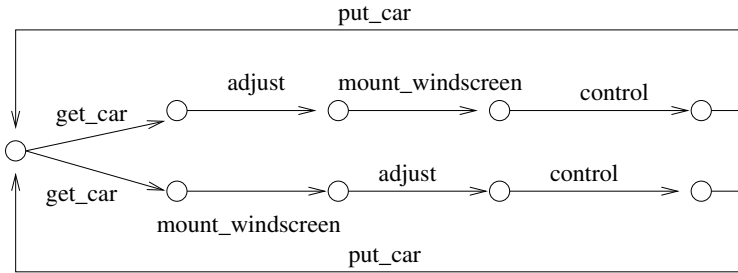 put_car
adjust mount_windscreen
get_car control
get_car adjust control
mount_windscreen
put_car